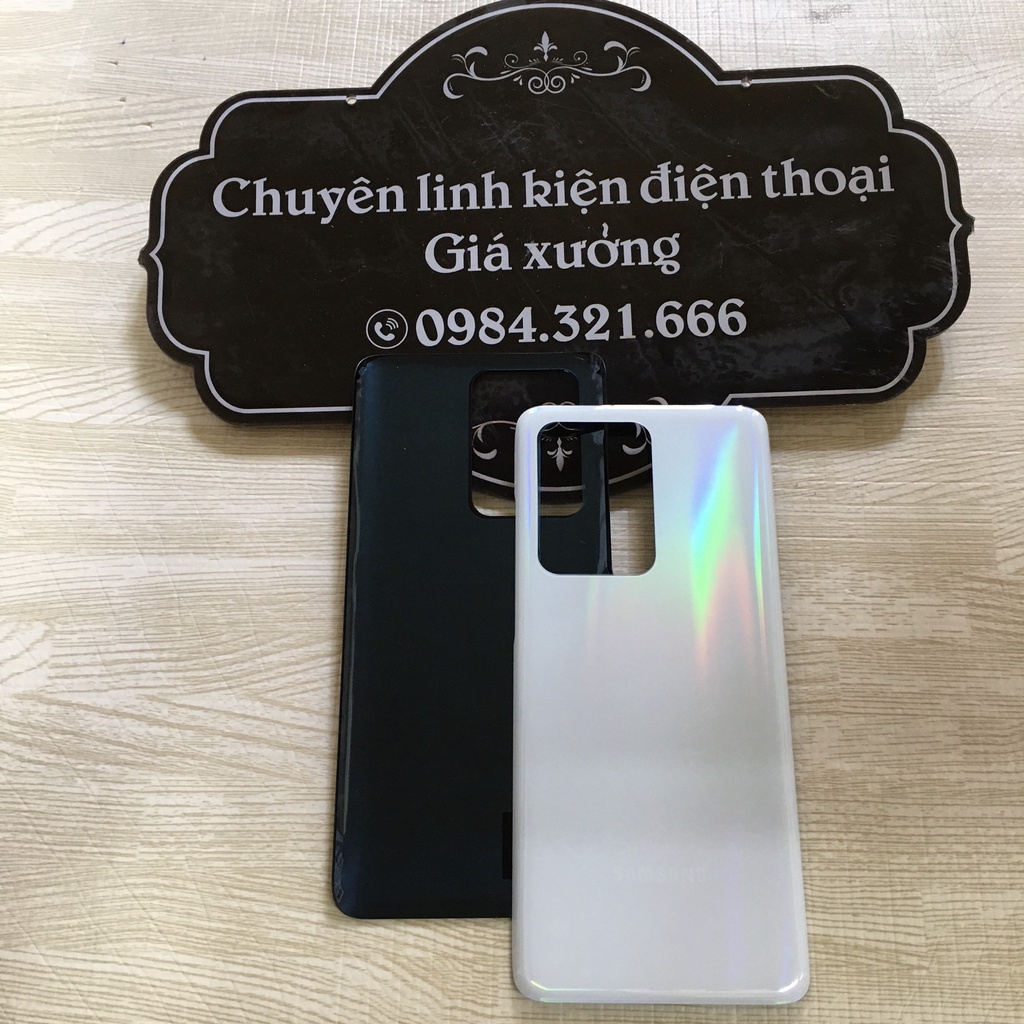 Chuyên linh kiện điện thoại
Giá xưởng
0984.321.666
SAMSUNG